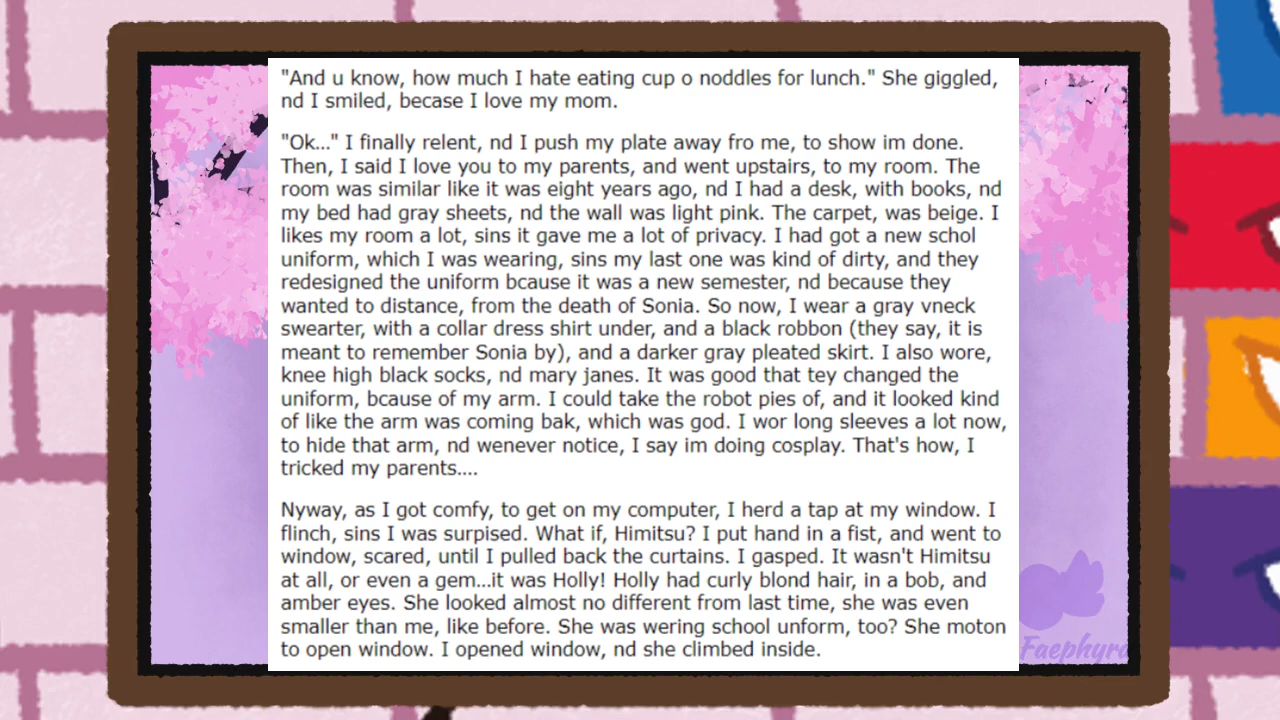 "And u know, how much I hate eating cup o noddles for lunch." She giggled,
nd I smiled, becase I love my mom.
"Ok..." I finally relent, nd I push my plate away fro me, to show im done.
Then, I said I love you to my parents, and went upstairs, to my room. The
room was similar like it was eight years ago, nd I had a desk, with books, nd
my bed had gray sheets, nd the wall was light pink. The carpet, was beige. I
likes my room a lot, sins it gave me a lot of privacy. I had got a new schol
uniform, which I was wearing, sins my last one was kind of dirty, and they
redesigned the uniform bcause it was a new semester, nd because they
wanted to distance, from the death of Sonia. So now, I wear a gray vneck
swearter, with a collar dress shirt under, and a black robbon (they say, it is
meant to remember Sonia by), and a darker gray pleated skirt. I also wore,
knee high black socks, nd mary janes. It was good that tey changed the
uniform, bcause of my arm. I could take the robot pies of, and it looked kind
of like the arm was coming bak, which was god. I wor long sleeves a lot now,
to hide that arm, nd wenever notice, I say im doing cosplay. That's how, I
tricked my parents....
Nyway, as I got comfy, to get on my computer, I herd a tap at my window. I
flinch, sins I was surpised. What if, Himitsu? I put hand in a fist, and went to
window, scared, until I pulled back the curtains. I gasped. It wasn't Himitsu
at all, or even a gem...it was Holly! Holly had curly blond hair, in a bob, and
amber eyes. She looked almost no different from last time, she was even
smaller than me, like before. She was wering school unform, too? She moton
to open window. I opened window, nd she climbed inside.